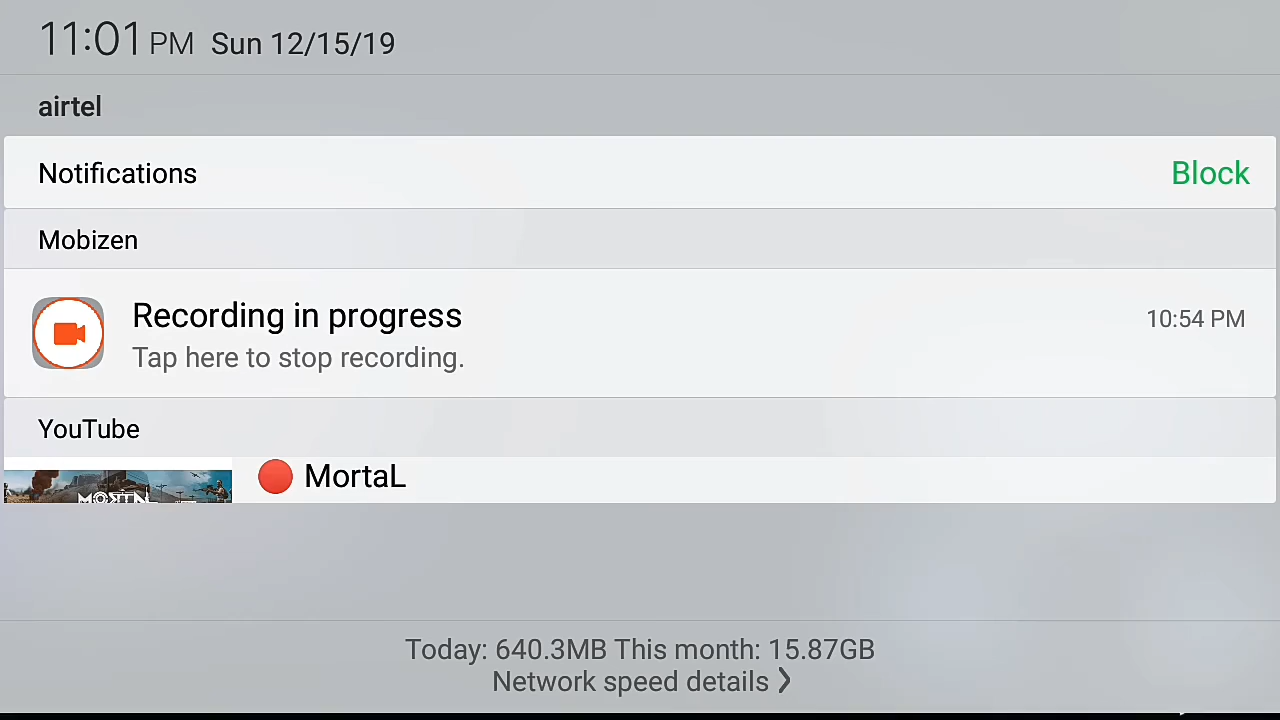 11:01 PM Sun 12/15/19
airtel
Notifications Block
Mobizen
Recording in progress 10:54 PM
Tap here to stop recording.
YouTube
🔴 MortaL
Today: 640.3MB This month: 15.87GB
Network speed details ❯